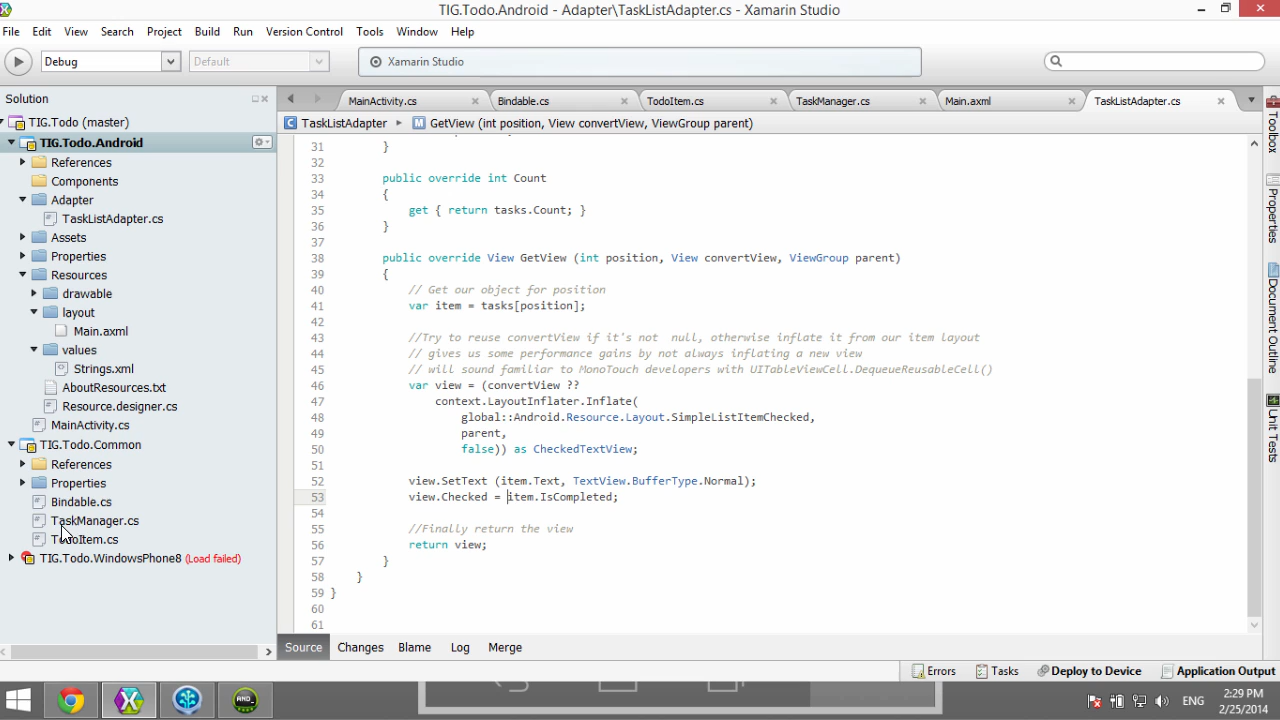 TIG.Todo.Android - Adapter\TaskListAdapter.cs - Xamarin Studio
File Edit View Search Project Build Run Version Control Tools Window Help
Debug Default Xamarin Studio
Solution
MainActivity.cs Bindable.cs TodoItem.cs TaskManager.cs Main.axml TaskListAdapter.cs
TaskListAdapter GetView (int position, View convertView, ViewGroup parent)
TIG.Todo (master)
TIG.Todo.Android
References
Components
Adapter
TaskListAdapter.cs
Assets
Properties
Resources
drawable
layout
Main.axml
values
Strings.xml
AboutResources.txt
Resource.designer.cs
MainActivity.cs
TIG.Todo.Common
References
Properties
Bindable.cs
TaskManager.cs
TodoItem.cs
TIG.Todo.WindowsPhone8 (Load failed)
31 }
32
33 public override int Count
34 {
35 get { return tasks.Count; }
36 }
37
38 public override View GetView (int position, View convertView, ViewGroup parent)
39 {
40 // Get our object for position
41 var item = tasks[position];
42
43 //Try to reuse convertView if it's not  null, otherwise inflate it from our item layout
44 // gives us some performance gains by not always inflating a new view
45 // will sound familiar to MonoTouch developers with UITableViewCell.DequeueReusableCell()
46 var view = (convertView ??
47 context.LayoutInflater.Inflate(
48 global::Android.Resource.Layout.SimpleListItemChecked,
49 parent,
50 false)) as CheckedTextView;
51
52 view.SetText (item.Text, TextView.BufferType.Normal);
53 view.Checked = item.IsCompleted;
54
55 //Finally return the view
56 return view;
57 }
58 }
59 }
60
61
Toolbox
Properties
Document Outline
Unit Tests
Source Changes Blame Log Merge
Errors Tasks Deploy to Device Application Output
AND_
ENG
2:29 PM
2/25/2014